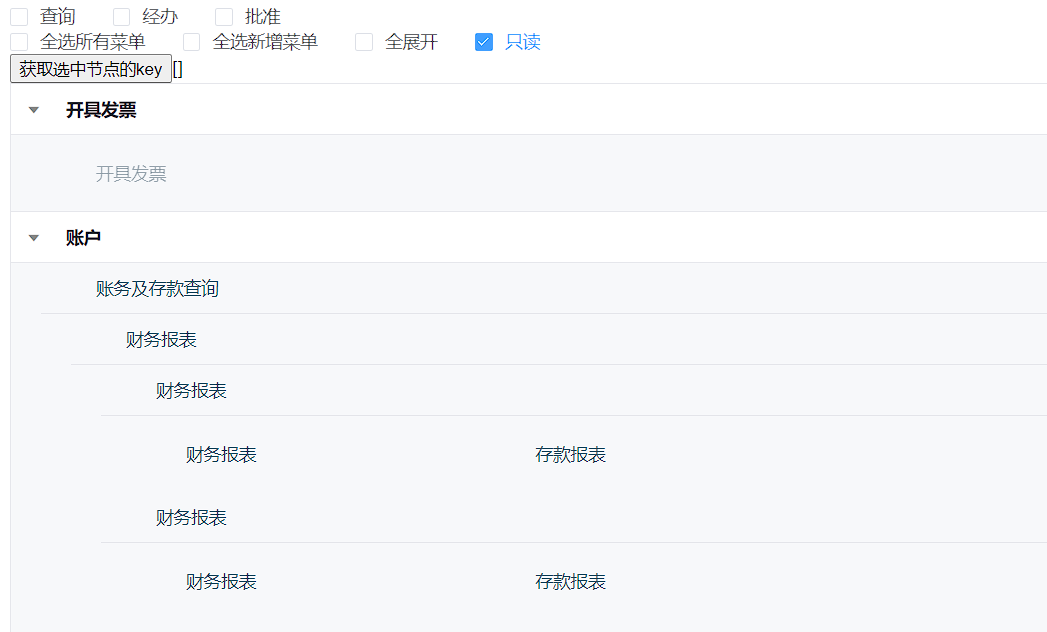 查询 经办 批准
全选所有菜单 全选新增菜单 全展开 只读
获取选中节点的key []
开具发票
开具发票
账户
账务及存款查询
财务报表
财务报表
财务报表 存款报表
财务报表
财务报表 存款报表